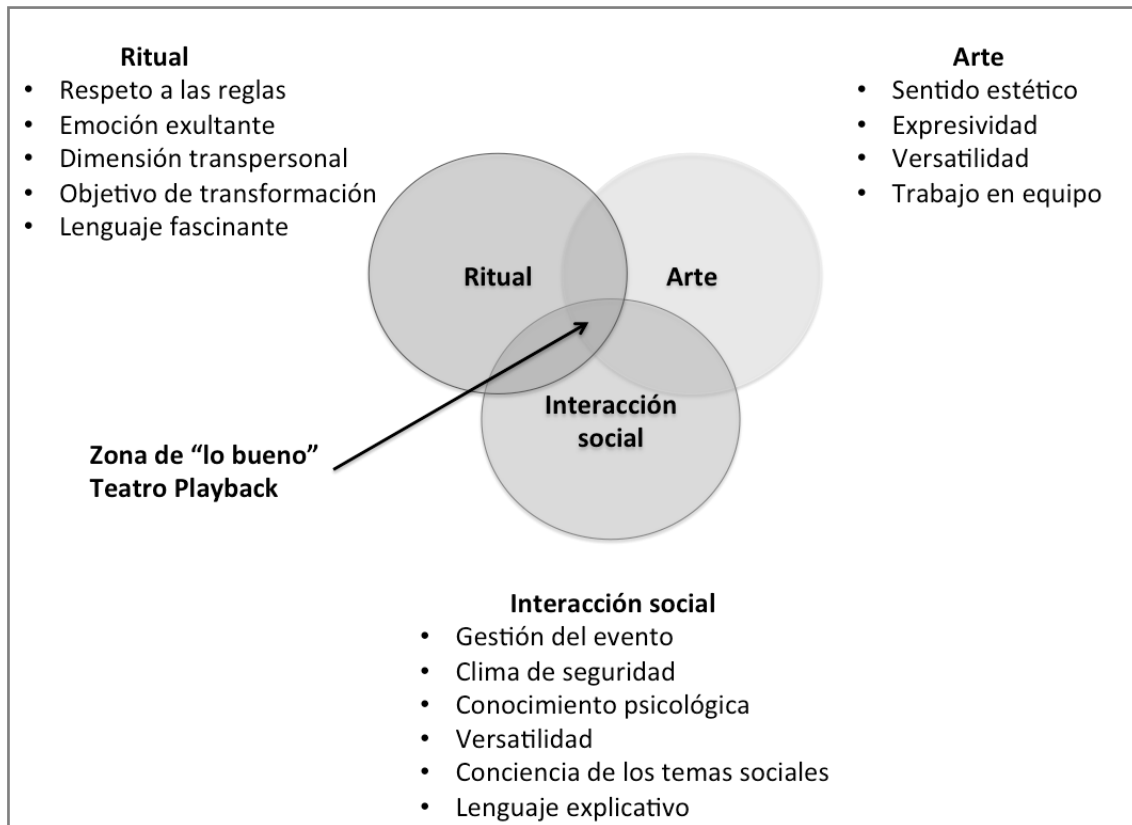 Ritual
• Respeto a las reglas
• Emoción exultante
• Dimensión transpersonal
• Objetivo de transformación
• Lenguaje fascinante
Arte
• Sentido estético
• Expresividad
• Versatilidad
• Trabajo en equipo
Ritual
Arte
Interacción
social
Zona de “lo bueno”
Teatro Playback
Interacción social
• Gestión del evento
• Clima de seguridad
• Conocimiento psicológica
• Versatilidad
• Conciencia de los temas sociales
• Lenguaje explicativo